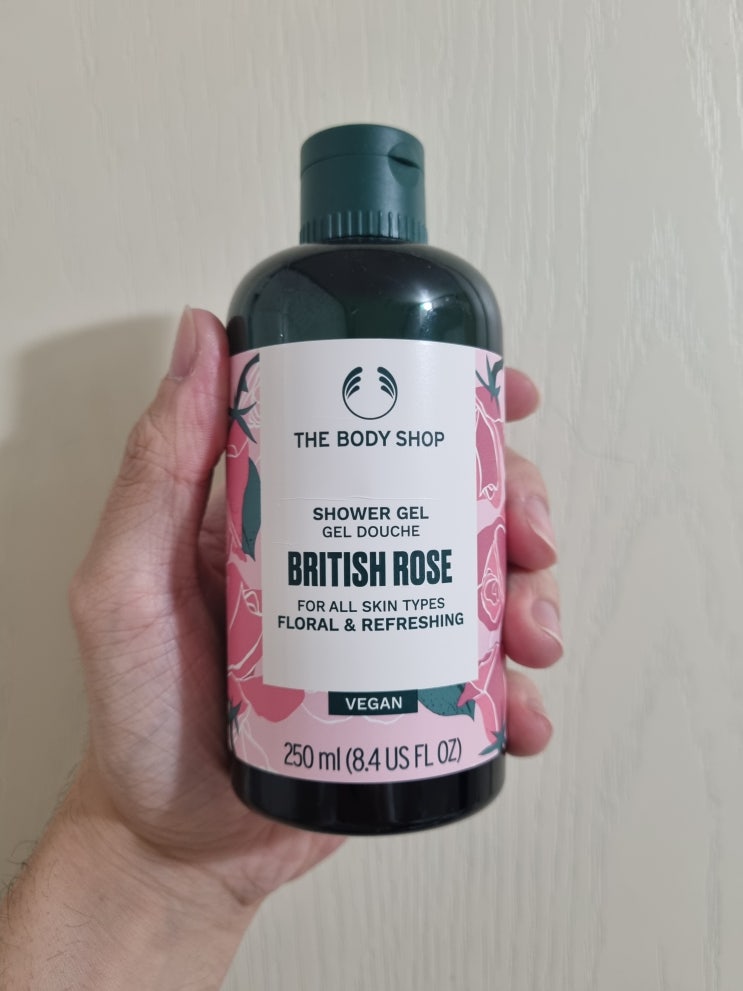 THE BODY SHOP
SHOWER GEL
GEL DOUCHE
BRITISH ROSE
FOR ALL SKIN TYPES
FLORAL & REFRESHING
VEGAN
250 ml (8.4 US FL OZ)